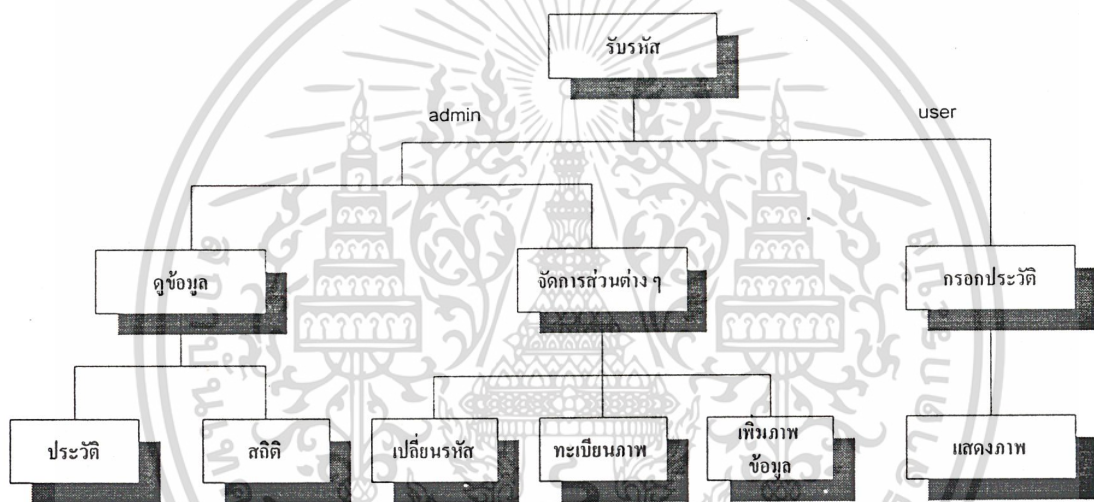 รับรหัส
admin
user
ดูข้อมูล
จัดการส่วนต่าง ๆ
กรอกประวัติ
ประวัติ
สถิติ
เปลี่ยนรหัส
ทะเบียนภาพ
เพิ่มภาพ
ข้อมูล
แสดงภาพ